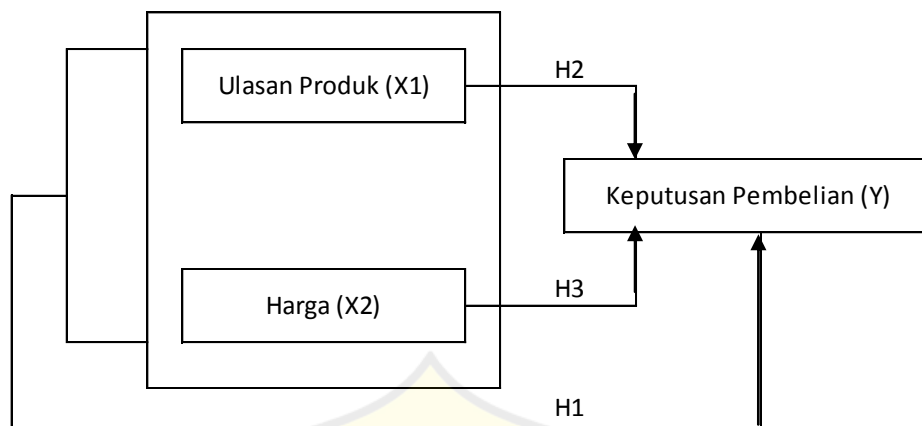 Ulasan Produk (X1)
H2
Keputusan Pembelian (Y)
Harga (X2)
H3
H1